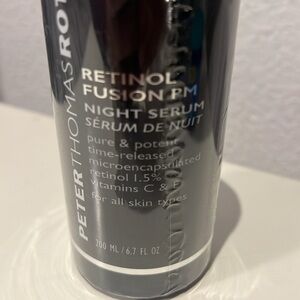 PETER THOMAS ROT
RETINOL
FUSION PM
NIGHT SERUM
SÉRUM DE NUIT
pure & potent
time-released
microencapsulated
retinol 1.5%
vitamins C & E
for all skin types
200 ML / 6.7 FL OZ